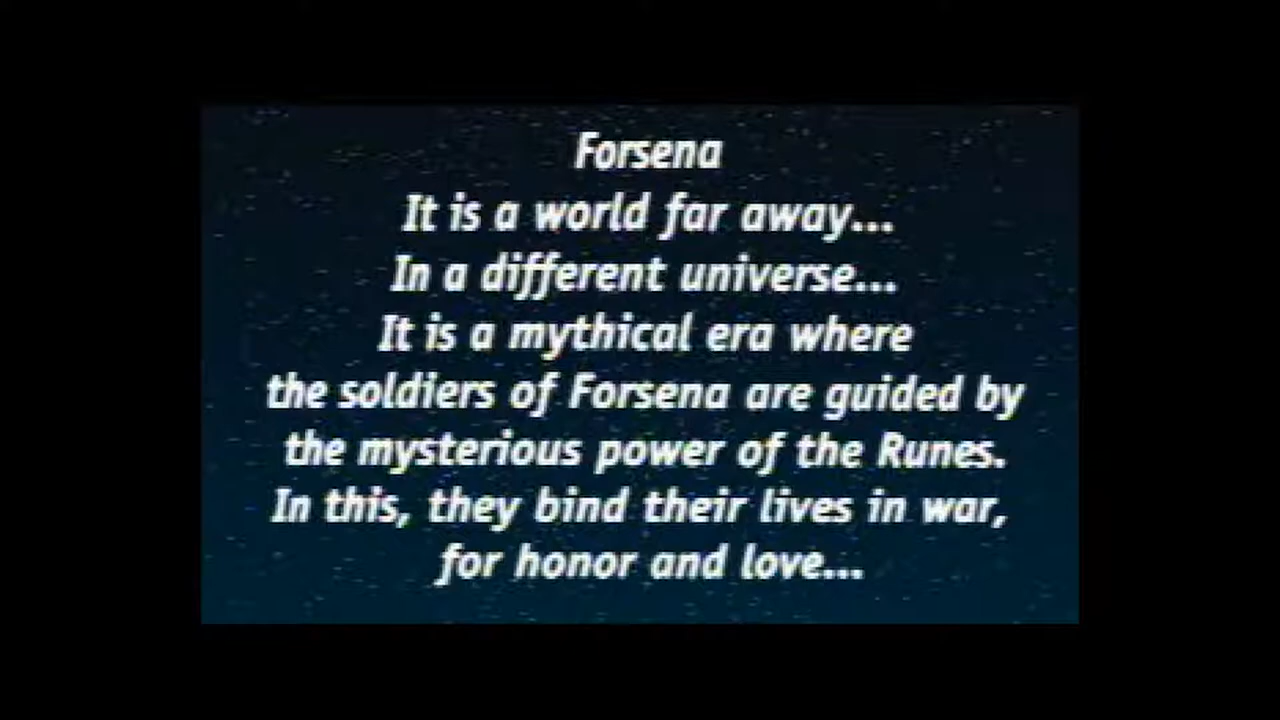 Forsena
It is a world far away...
In a different universe...
It is a mythical era where
the soldiers of Forsena are guided by
the mysterious power of the Runes.
In this, they bind their lives in war,
for honor and love...